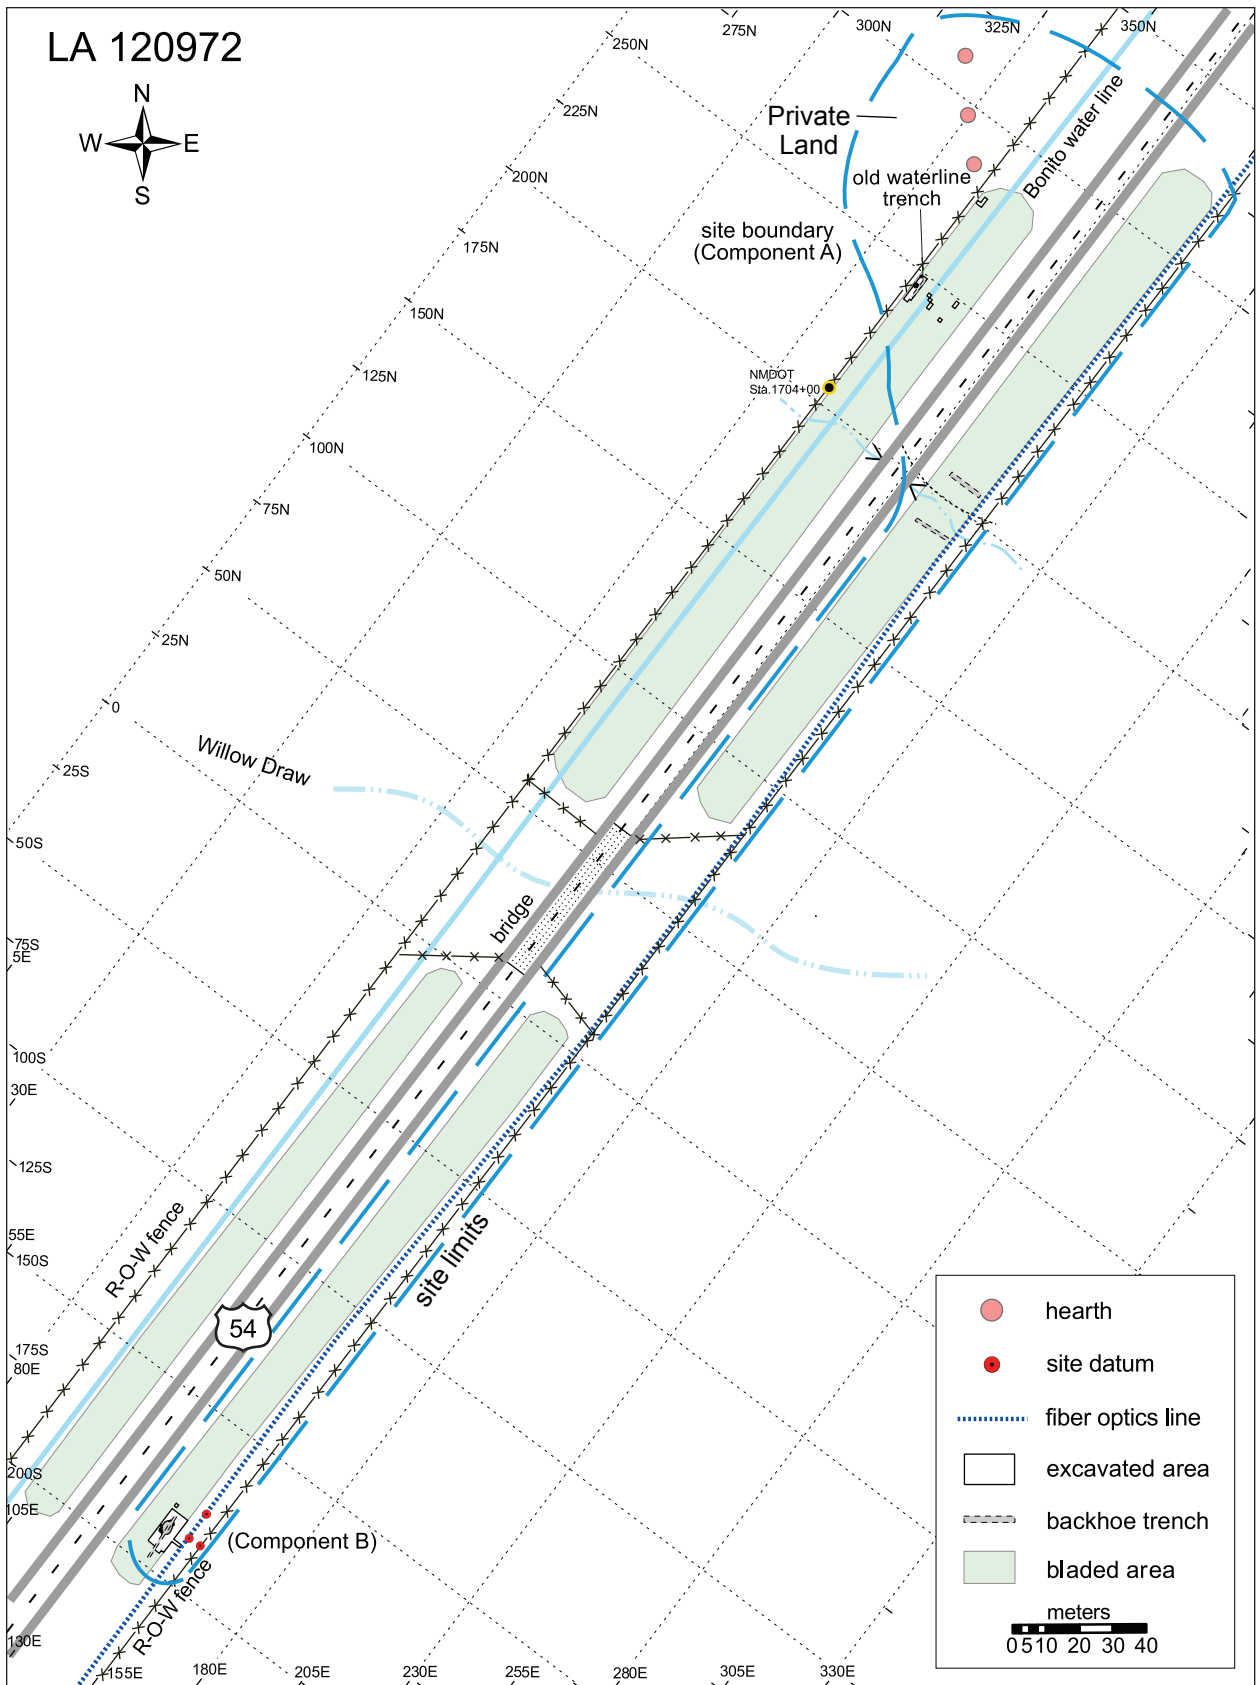 LA 120972
N
W E
S
250N
275N
300N
325N
350N
225N
200N
175N
150N
125N
100N
75N
50N
25N
0
25S
50S
75S
5E
100S
30E
125S
55E
150S
175S
80E
200S
105E
130E
155E
180E
205E
230E
255E
280E
305E
330E
Private
Land
old waterline
trench
Bonito water line
site boundary
(Component A)
NMDOT
Sta.1704+00
Willow Draw
bridge
R-O-W fence
54
site limits
(Component B)
R-O-W fence
hearth
site datum
fiber optics line
excavated area
backhoe trench
bladed area
meters
0 5 10 20 30 40